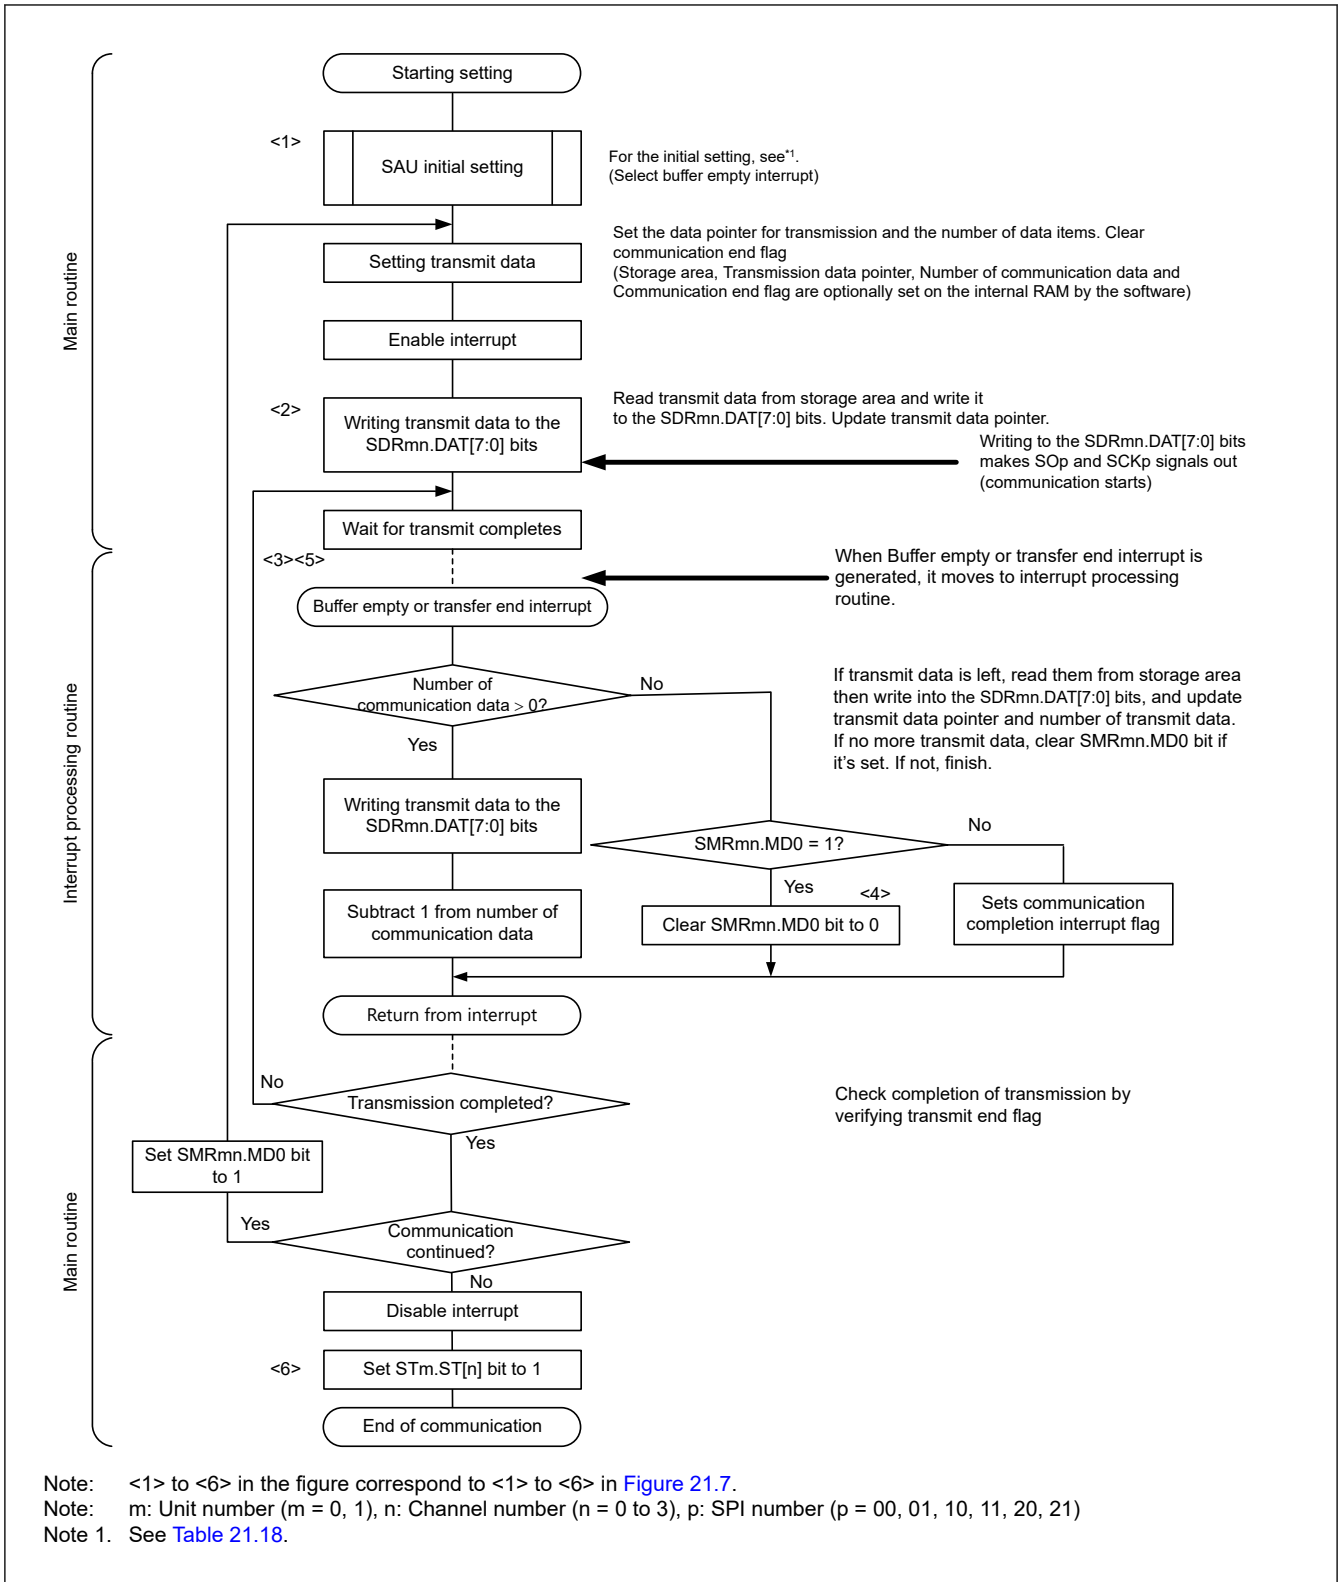 Starting setting
<1>
SAU initial setting
For the initial setting, see*1.
(Select buffer empty interrupt)
Main routine
Setting transmit data
Set the data pointer for transmission and the number of data items. Clear
communication end flag
(Storage area, Transmission data pointer, Number of communication data and
Communication end flag are optionally set on the internal RAM by the software)
Enable interrupt
<2>
Writing transmit data to the
SDRmn.DAT[7:0] bits
Read transmit data from storage area and write it
to the SDRmn.DAT[7:0] bits. Update transmit data pointer.
Writing to the SDRmn.DAT[7:0] bits
makes SOp and SCKp signals out
(communication starts)
Wait for transmit completes
<3><5>
When Buffer empty or transfer end interrupt is
generated, it moves to interrupt processing
routine.
Buffer empty or transfer end interrupt
Interrupt processing routine
Number of
communication data > 0?
No
Yes
If transmit data is left, read them from storage area
then write into the SDRmn.DAT[7:0] bits, and update
transmit data pointer and number of transmit data.
If no more transmit data, clear SMRmn.MD0 bit if
it's set. If not, finish.
Writing transmit data to the
SDRmn.DAT[7:0] bits
SMRmn.MD0 = 1?
No
Yes
<4>
Subtract 1 from number of
communication data
Clear SMRmn.MD0 bit to 0
Sets communication
completion interrupt flag
Return from interrupt
Main routine
No
Transmission completed?
Yes
Check completion of transmission by
verifying transmit end flag
Set SMRmn.MD0 bit
to 1
Yes
Communication
continued?
No
Disable interrupt
<6>
Set STm.ST[n] bit to 1
End of communication
Note: <1> to <6> in the figure correspond to <1> to <6> in Figure 21.7.
Note: m: Unit number (m = 0, 1), n: Channel number (n = 0 to 3), p: SPI number (p = 00, 01, 10, 11, 20, 21)
Note 1. See Table 21.18.